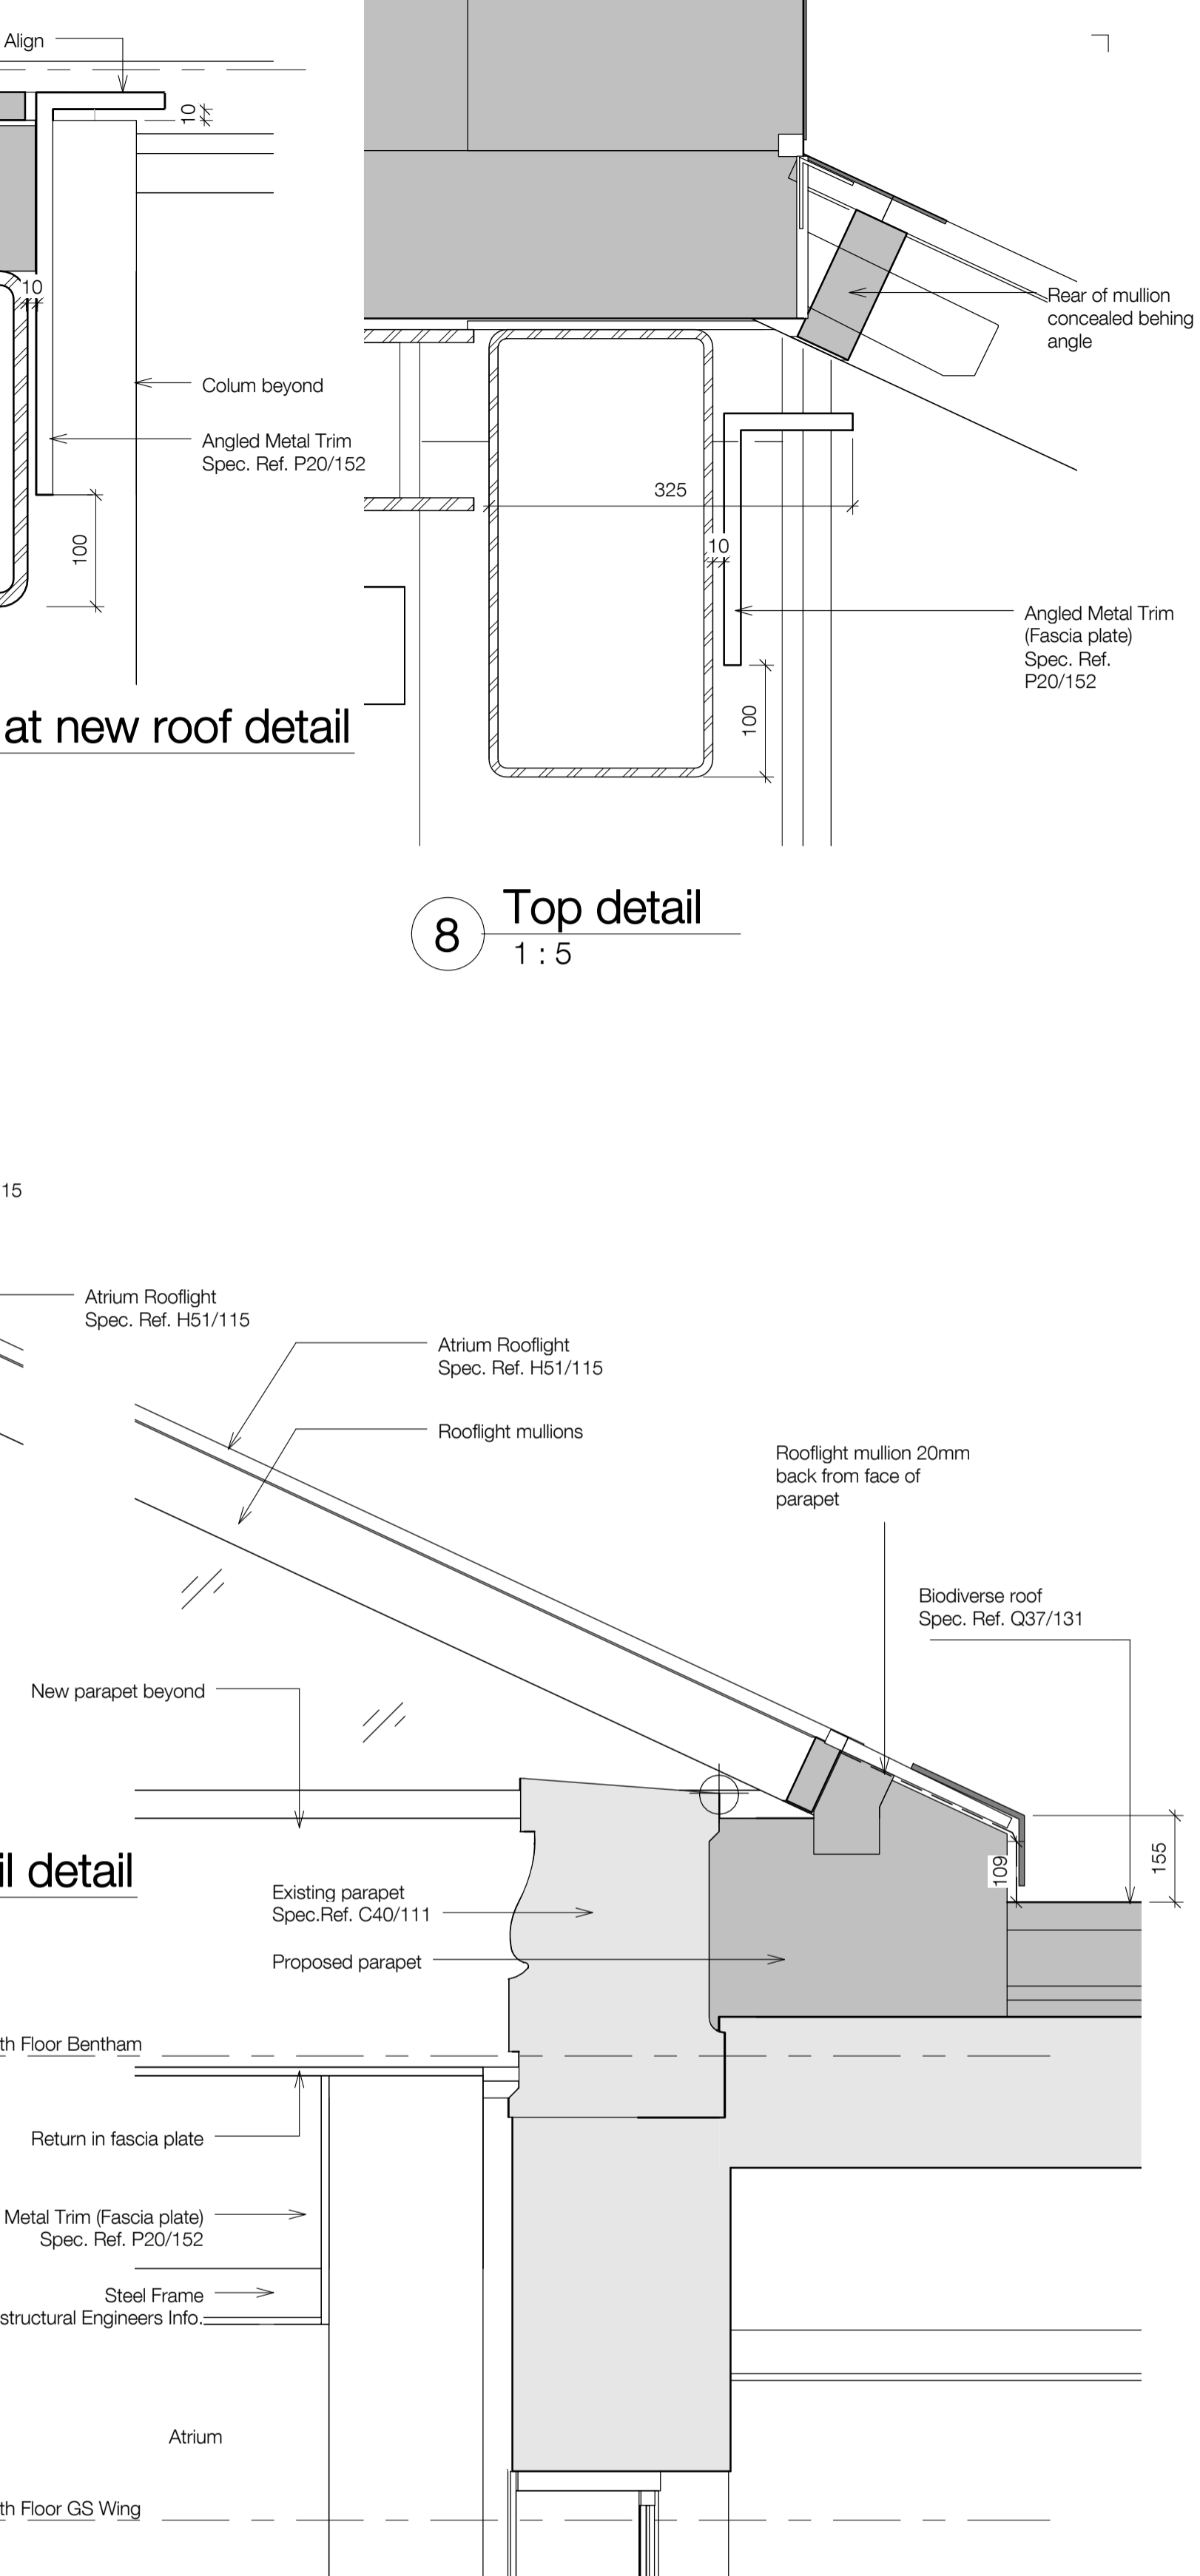 Align
10
10
Colum beyond
Angled Metal Trim
Spec. Ref. P20/152
100
at new roof detail
Rear of mullion
concealed behing
angle
325
10
Angled Metal Trim
(Fascia plate)
Spec. Ref.
P20/152
100
8
Top detail
1 : 5
15
Atrium Rooflight
Spec. Ref. H51/115
Atrium Rooflight
Spec. Ref. H51/115
Rooflight mullions
Rooflight mullion 20mm
back from face of
parapet
Biodiverse roof
Spec. Ref. Q37/131
New parapet beyond
il detail
109
155
Existing parapet
Spec.Ref. C40/111
Proposed parapet
th Floor Bentham
Return in fascia plate
Metal Trim (Fascia plate)
Spec. Ref. P20/152
Steel Frame
structural Engineers Info.
Atrium
th Floor GS Wing